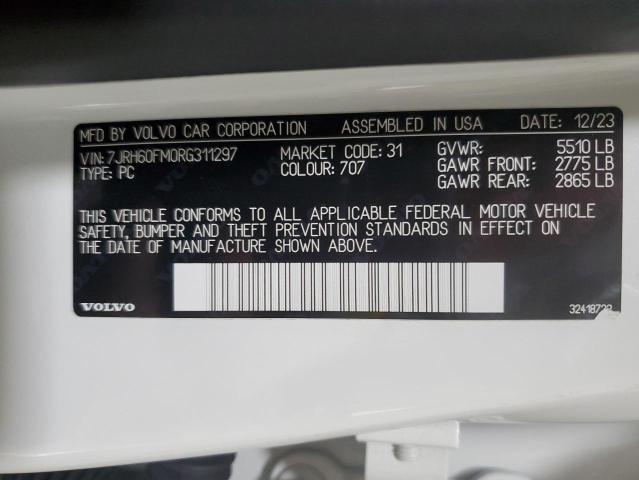 MFD BY VOLVO CAR CORPORATION ASSEMBLED IN USA DATE 12/23
VIN: 7JRH60FM0RG311297 MARKET CODE: 31 GVWR: 5510 LB
TYPE: PC COLOUR: 707 GAWR FRONT: 2775 LB
GAWR REAR: 2865 LB
THIS VEHICLE CONFORMS TO ALL APPLICABLE FEDERAL MOTOR VEHICLE
SAFETY, BUMPER AND THEFT PREVENTION STANDARDS IN EFFECT ON
THE DATE OF MANUFACTURE SHOWN ABOVE.
VOLVO